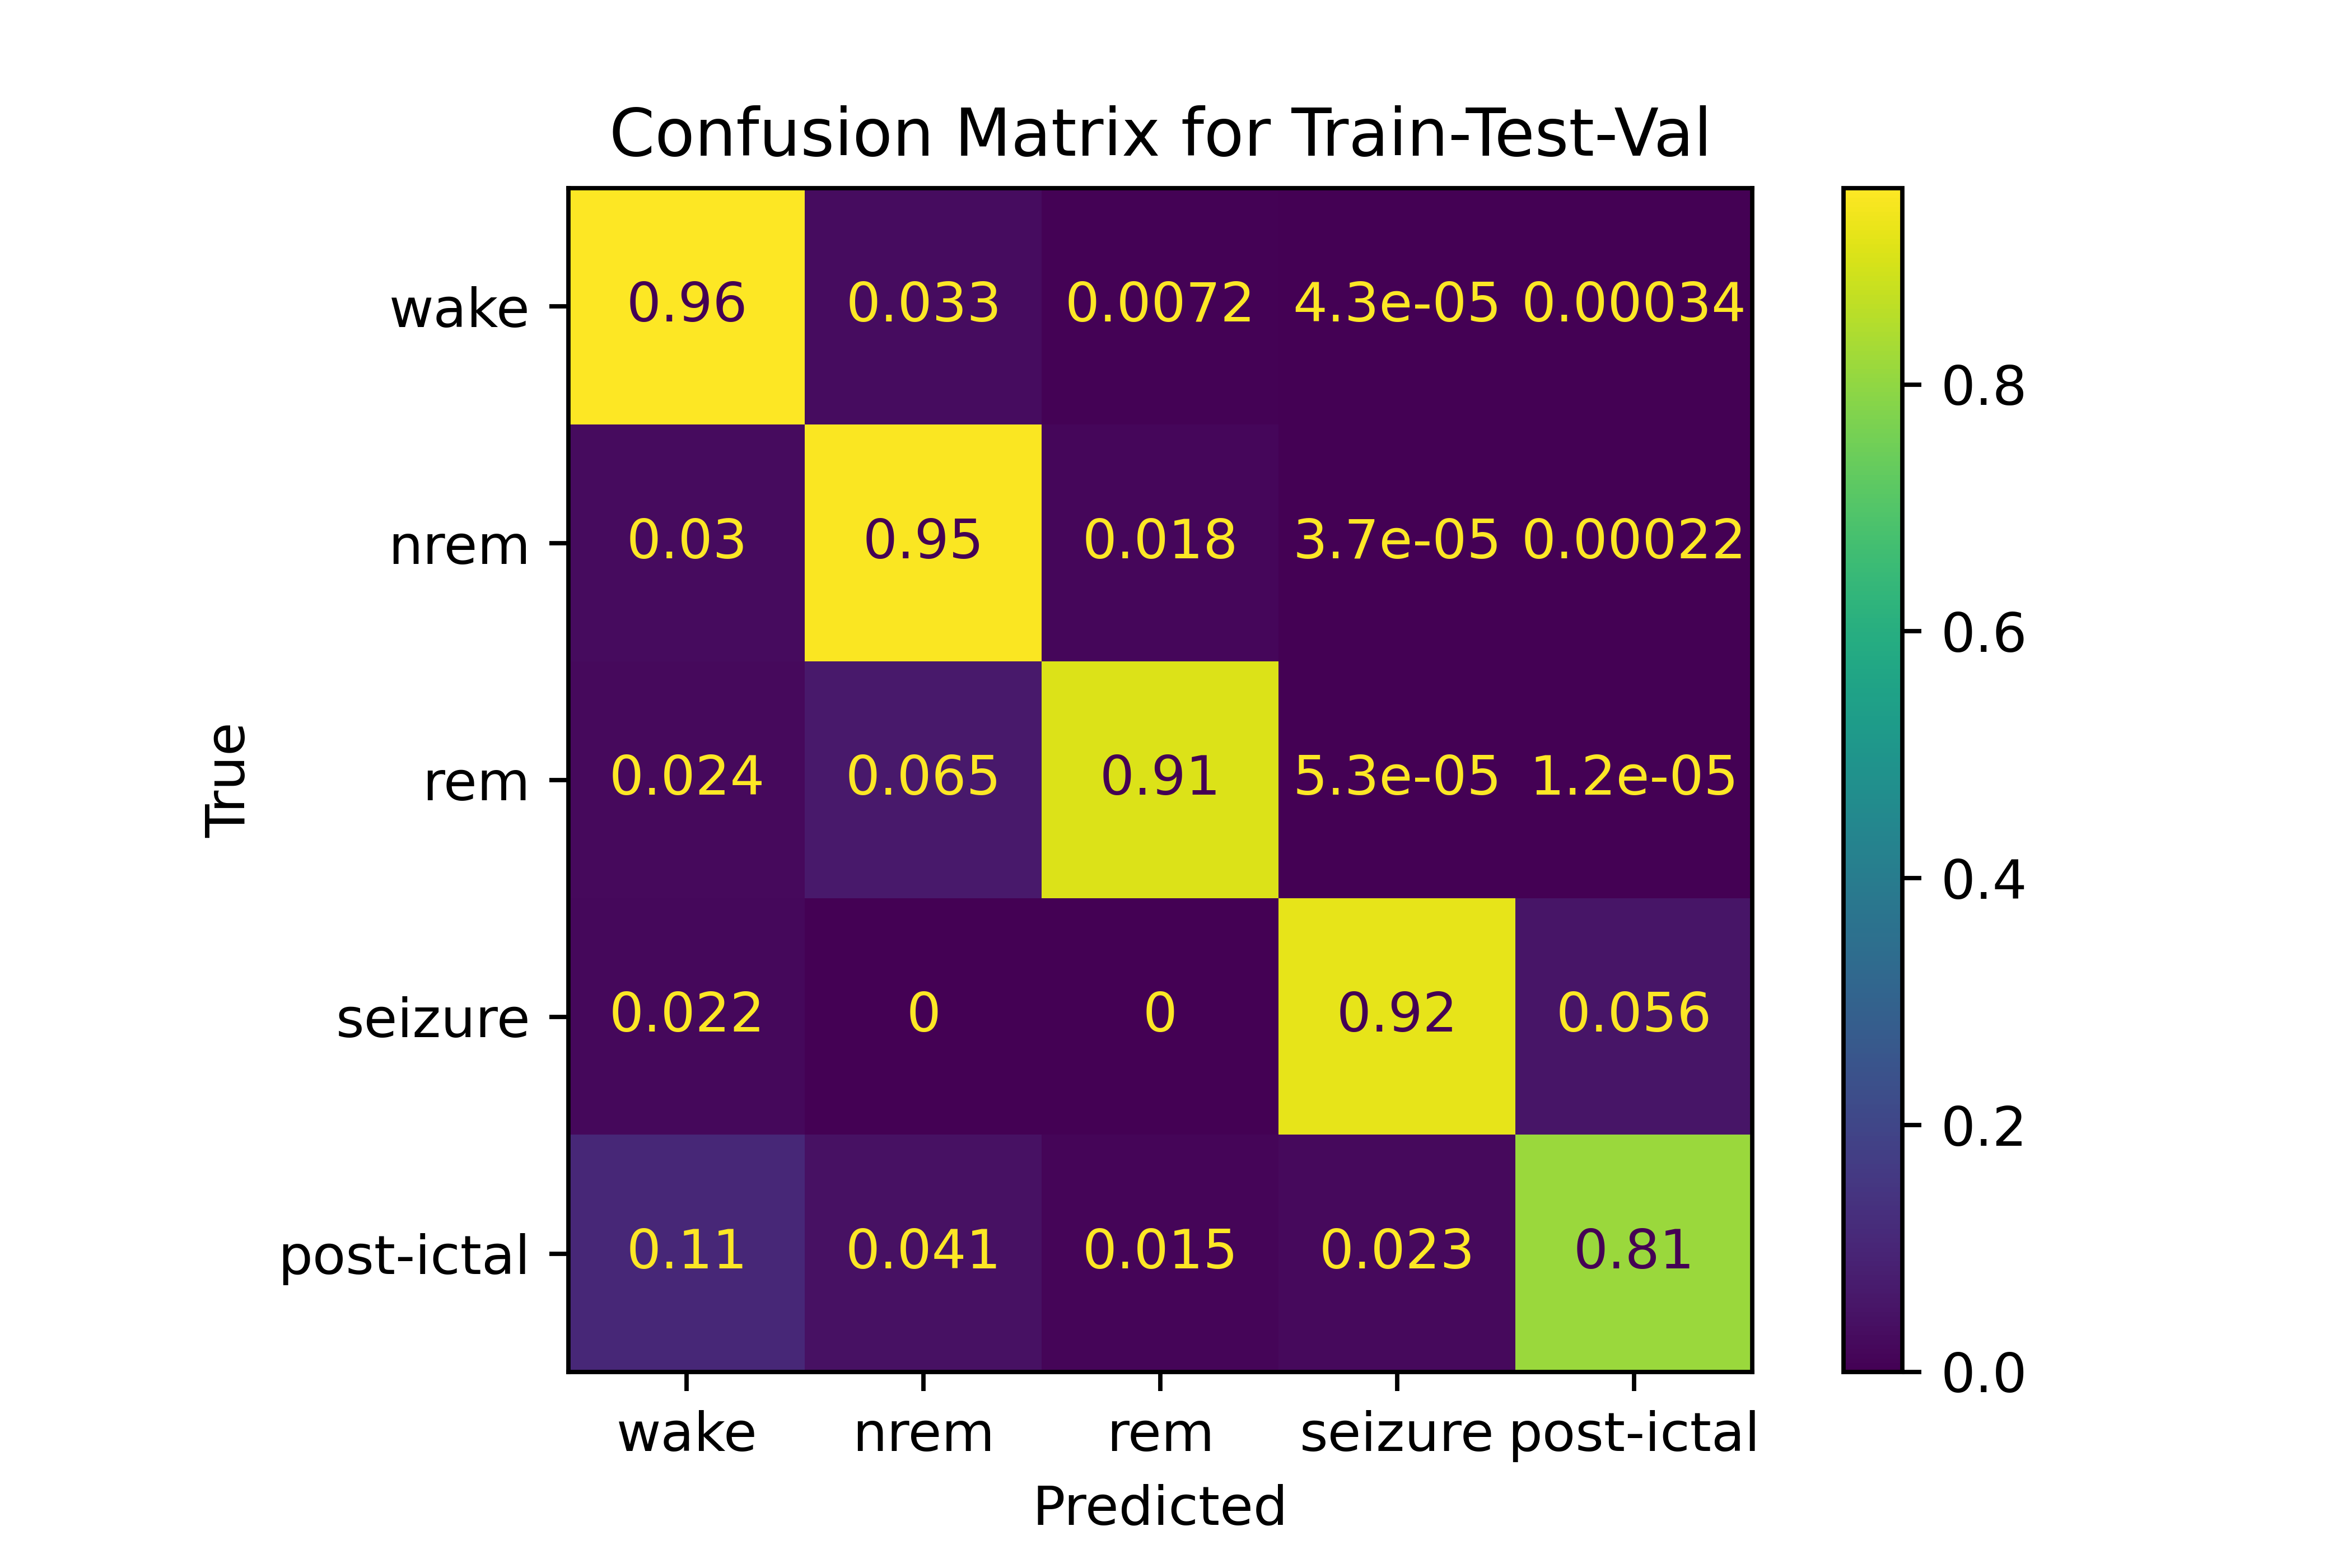 Confusion Matrix for Train-Test-Val
wake 0.96 0.033 0.0072 4.3e-05 0.00034
nrem 0.03 0.95 0.018 3.7e-05 0.00022
rem 0.024 0.065 0.91 5.3e-05 1.2e-05
seizure 0.022 0 0 0.92 0.056
post-ictal 0.11 0.041 0.015 0.023 0.81
wake nrem rem seizure post-ictal
Predicted
True
0.8
0.6
0.4
0.2
0.0